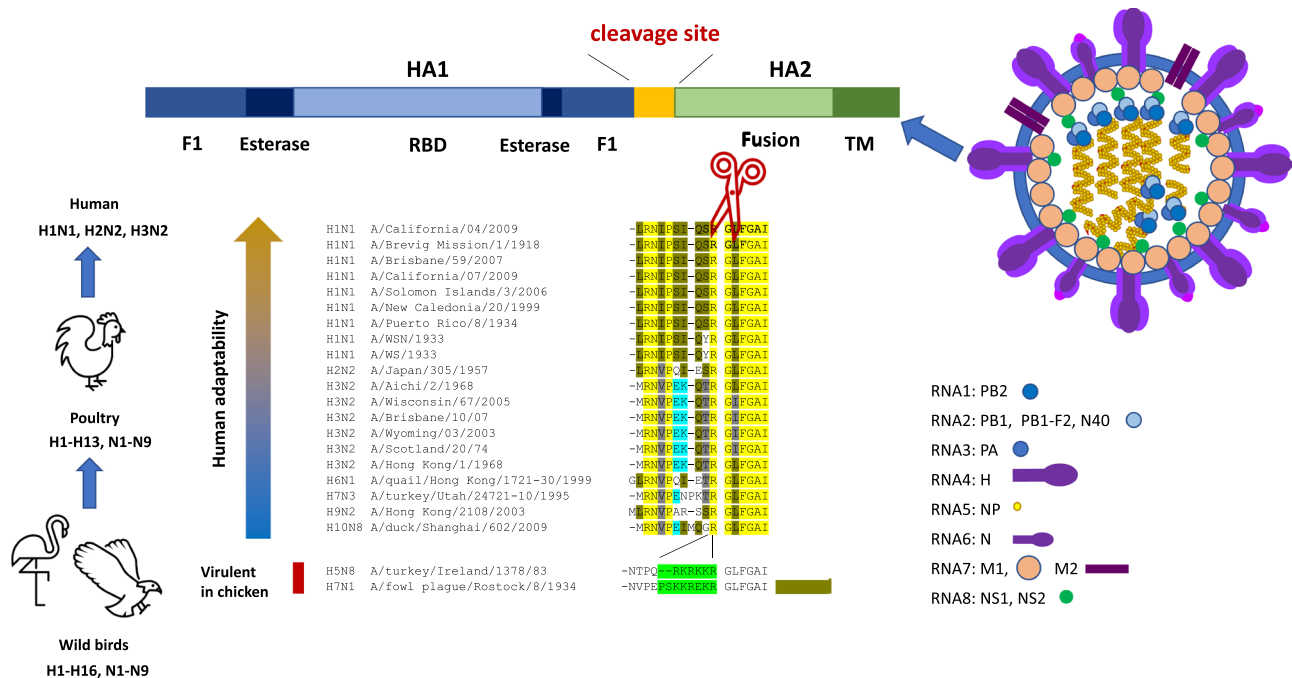 cleavage site
HA1
HA2
F1
Esterase
RBD
Esterase
F1
Fusion
TM
Human
H1N1, H2N2, H3N2
Poultry
H1-H13, N1-N9
Wild birds
H1-H16, N1-N9
Human adaptability
H1N1 A/California/04/2009 -LRNIPSI-QSR GLFGAI
H1N1 A/Brevig Mission/1/1918 -LRNIPSI-QSR GLFGAI
H1N1 A/Brisbane/59/2007 -LRNIPSI-QSR GLFGAI
H1N1 A/California/07/2009 -LRNIPSI-QSR GLFGAI
H1N1 A/Solomon Islands/3/2006 -LRNIPSI-QSR GLFGAI
H1N1 A/New Caledonia/20/1999 -LRNIPSI-QSR GLFGAI
H1N1 A/Puerto Rico/8/1934 -LRNIPSI-QSR GLFGAI
H1N1 A/WSN/1933 -LRNIPSI-QYR GLFGAI
H1N1 A/WS/1933 -LRNIPSI-QYR GLFGAI
H2N2 A/Japan/305/1957 -LRNVPQI-ESR GLFGAI
H3N2 A/Aichi/2/1968 -MRNVPEK-QTR GLFGAI
H3N2 A/Wisconsin/67/2005 -MRNVPEK-QTR GIFGAI
H3N2 A/Brisbane/10/07 -MRNVPEK-QTR GIFGAI
H3N2 A/Wyoming/03/2003 -MRNVPEK-QTR GIFGAI
H3N2 A/Scotland/20/74 -MRNVPEK-QTR GIFGAI
H3N2 A/Hong Kong/1/1968 -MRNVPEK-QTR GLFGAI
H6N1 A/quail/Hong Kong/1721-30/1999 GLRNVPQI-ETR GLFGAI
H7N3 A/turkey/Utah/24721-10/1995 -MRNVPENPKTR GLFGAI
H9N2 A/Hong Kong/2108/2003 MLRNVPAR-SSR GLFGAI
H10N8 A/duck/Shanghai/602/2009 -MRNVPEIMQGR GLFGAI
Virulent
in chicken
H5N8 A/turkey/Ireland/1378/83 -NTPQ--RKRKKR GLFGAI
H7N1 A/fowl plague/Rostock/8/1934 -NVPEPSKKREKR GLFGAI
RNA1: PB2
RNA2: PB1, PB1-F2, N40
RNA3: PA
RNA4: H
RNA5: NP
RNA6: N
RNA7: M1, M2
RNA8: NS1, NS2